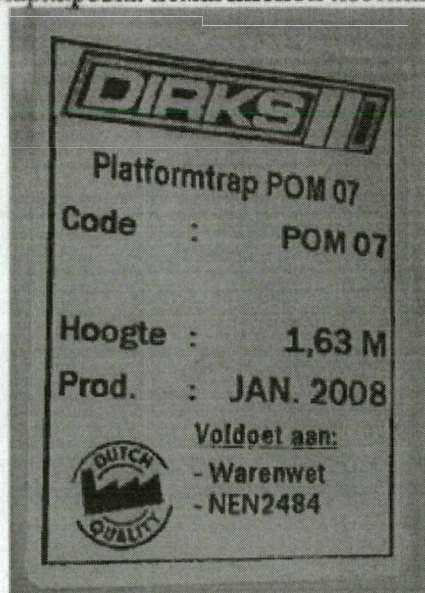 DIRKS
Platformtrap POM 07
Code : POM 07
Hoogte : 1,63 M
Prod. : JAN. 2008
Voldoet aan:
- Warenwet
- NEN2484
DUTCH
QUALITY